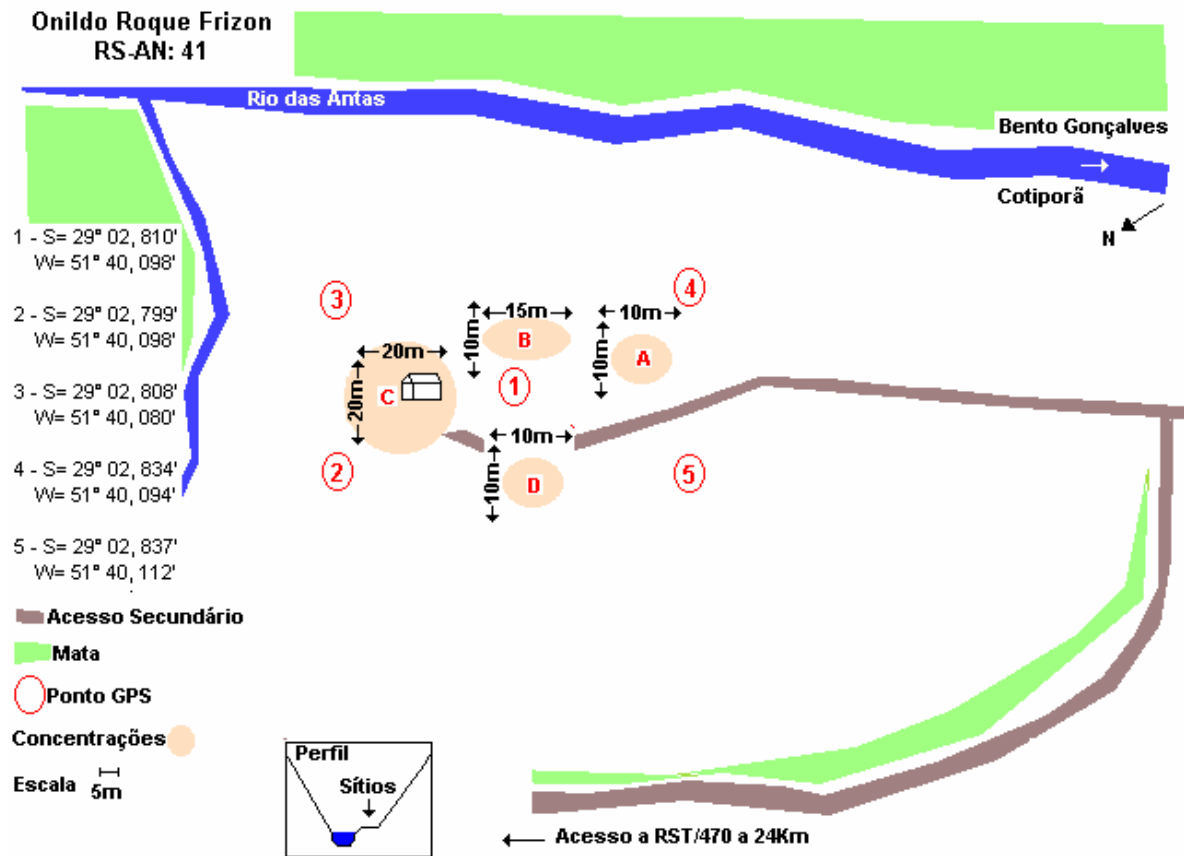 Onildo Roque Frizon
RS-AN: 41
Rio das Antas
Bento Gonçalves
Cotiporã
N
1 - S= 29° 02, 810'
W= 51° 40, 098'
2 - S= 29° 02, 799'
W= 51° 40, 098'
3 - S= 29° 02, 808'
W= 51° 40, 080'
4 - S= 29° 02, 834'
W= 51° 40, 094'
5 - S= 29° 02, 837'
W= 51° 40, 112'
3
4
15m
10m
B
10m
10m
A
20m
20m
C
1
2
10m
10m
D
5
Acesso Secundário
Mata
Ponto GPS
Concentrações
Escala 5m
Perfil
Sítios
Acesso a RST/470 a 24Km